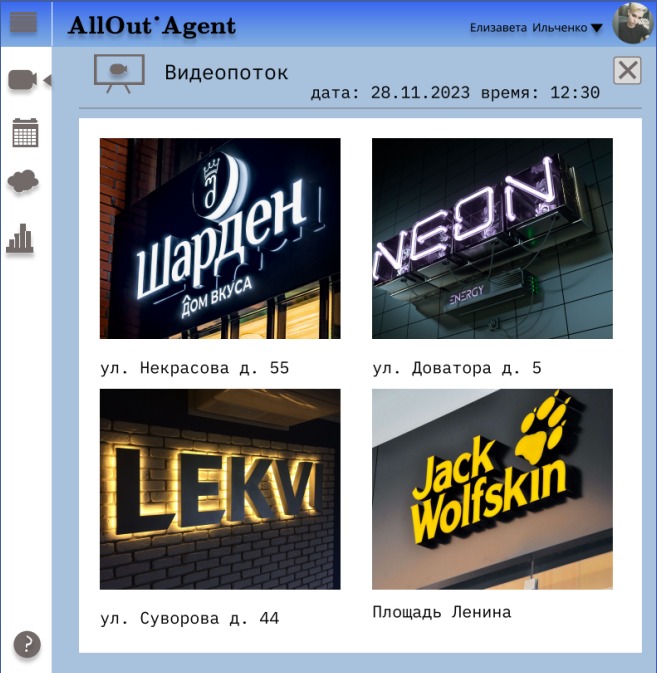 AllOut'Agent
Елизавета Ильченко
Видеопоток
дата: 28.11.2023 время: 12:30
Шарден
ДОМ ВКУСА
NEON
ENERGY
ул. Некрасова д. 55
ул. Доватора д. 5
LEKVI
Jack
Wolfskin
ул. Суворова д. 44
Площадь Ленина
?